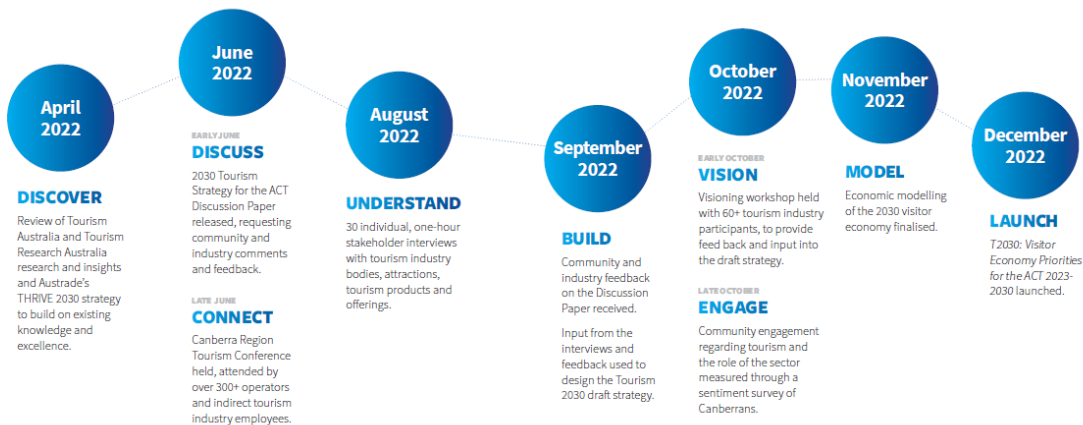 April
2022
DISCOVER
Review of Tourism
Australia and Tourism
Research Australia
research and insights
and Austrade's
THRIVE 2030 strategy
to build on existing
knowledge and
excellence.
June
2022
EARLY JUNE
DISCUSS
2030 Tourism
Strategy for the ACT
Discussion Paper
released, requesting
community and
industry comments
and feedback.
LATE JUNE
CONNECT
Canberra Region
Tourism Conference
held, attended by
over 300+ operators
and indirect tourism
industry employees.
August
2022
UNDERSTAND
30 individual, one-hour
stakeholder interviews
with tourism industry
bodies, attractions,
tourism products and
offerings.
September
2022
BUILD
Community and
industry feedback
on the Discussion
Paper received.
Input from the
interviews and
feedback used to
design the Tourism
2030 draft strategy.
October
2022
EARLY OCTOBER
VISION
Visioning workshop held
with 60+ tourism industry
participants, to provide
feed back and input into
the draft strategy.
LATE OCTOBER
ENGAGE
Community engagement
regarding tourism and
the role of the sector
measured through a
sentiment survey of
Canberrans.
November
2022
MODEL
Economic modelling
of the 2030 visitor
economy finalised.
December
2022
LAUNCH
T2030: Visitor
Economy Priorities
for the ACT 2023-
2030 launched.